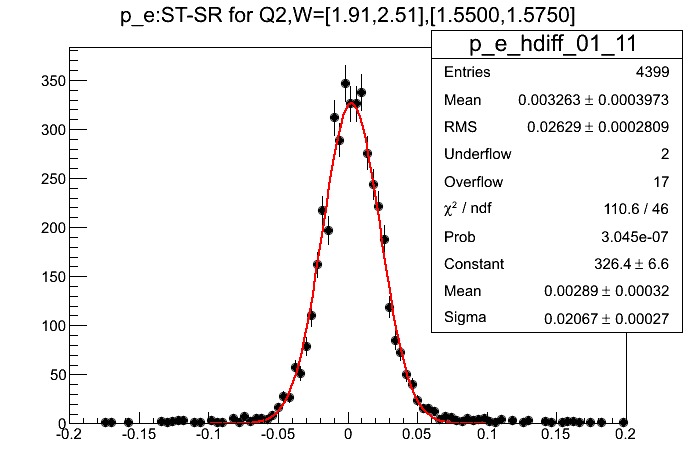 p_e:ST-SR for Q2,W=[1.91,2.51],[1.5500,1.5750]
p_e_hdiff_01_11
Entries 4399
Mean 0.003263 ± 0.0003973
RMS 0.02629 ± 0.0002809
Underflow 2
Overflow 17
χ² / ndf 110.6 / 46
Prob 3.045e-07
Constant 326.4 ± 6.6
Mean 0.00289 ± 0.00032
Sigma 0.02067 ± 0.00027
350
300
250
200
150
100
50
0
-0.2 -0.15 -0.1 -0.05 0 0.05 0.1 0.15 0.2